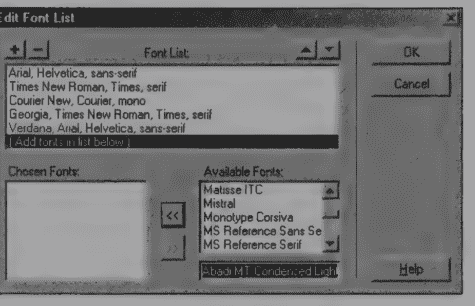 Edit Font List
Font List:
OK
Arial, Helvetica, sans-serif
Times New Roman, Times, serif
Courier New, Courier, mono
Georgia, Times New Roman, Times, serif
Verdana, Arial, Helvetica, sans-serif
( Add fonts in list below )
Cancel
Chosen Fonts:
Available Fonts:
Matisse ITC
Mistral
Monotype Corsiva
MS Reference Sans Se
MS Reference Serif
<<
>>
Abadi MT Condensed Ligh
Help